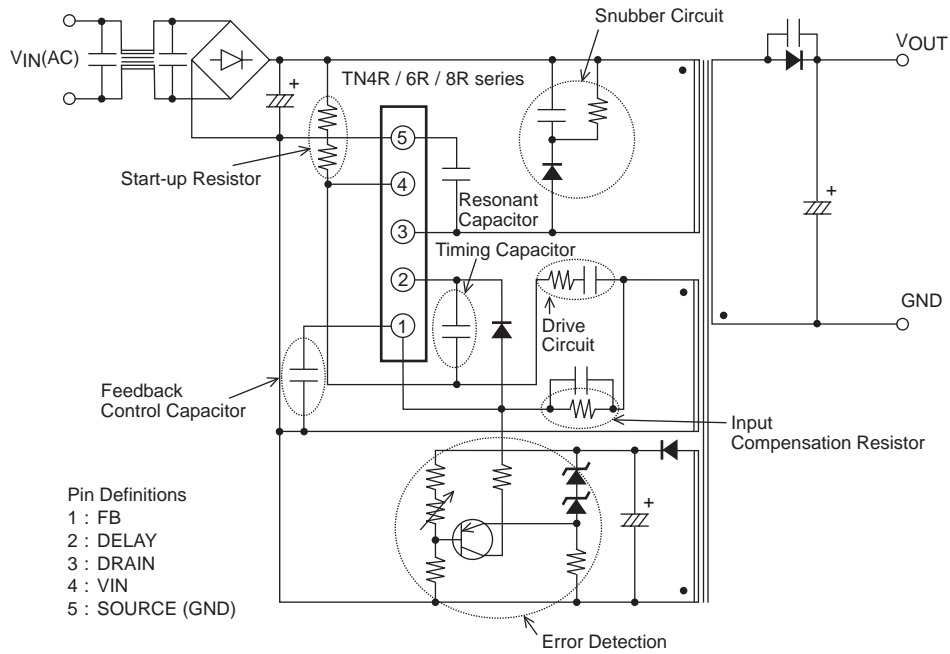 Snubber Circuit
VIN(AC)
TN4R / 6R / 8R series
VOUT
+
5
Start-up Resistor
4
Resonant
Capacitor
+
3
Timing Capacitor
2
GND
1
Drive
Circuit
Feedback
Control Capacitor
Input
Compensation Resistor
Pin Definitions
1 : FB
2 : DELAY
3 : DRAIN
4 : VIN
5 : SOURCE (GND)
+
+
Error Detection